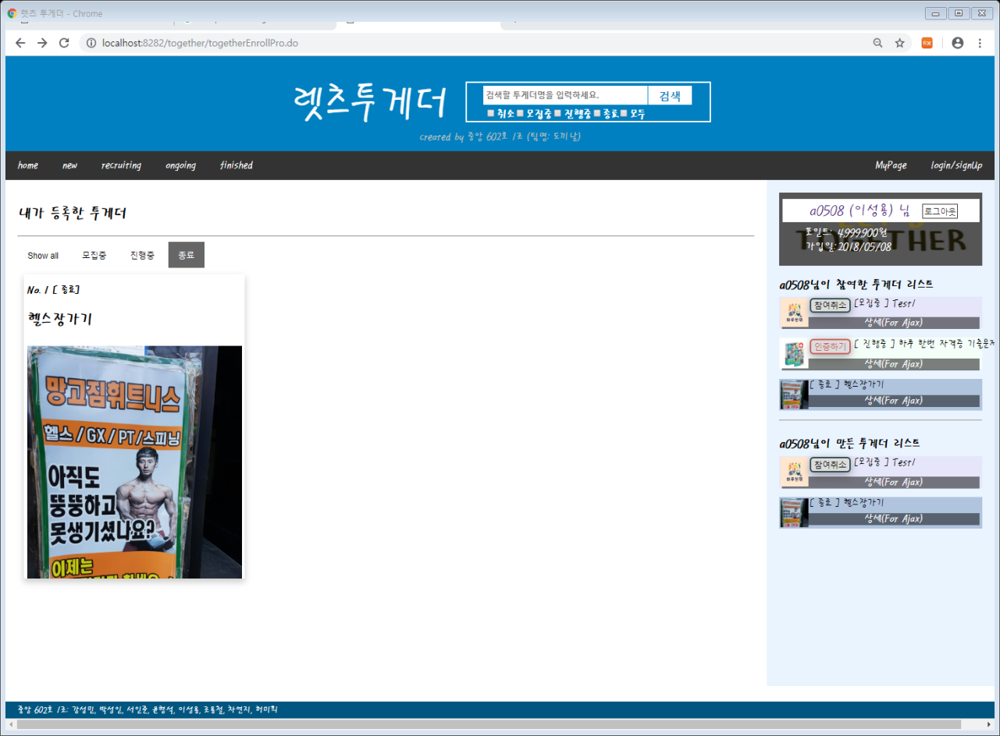 렛츠 투게더 - Chrome
localhost:8282/together/togetherEnrollPro.do
렛츠투게더
검색할 투게더명을 입력하세요.
검색
취소 모집중 진행중 종료 모두
created by 중앙 602호 1조 (팀명: 도끼날)
home new recruiting ongoing finished MyPage login/signUp
내가 등록한 투게더
Show all 모집중 진행중 종료
No. 1 [ 종료]
헬스장가기
망고짐휘트니스
헬스 / GX / PT / 스피닝
아직도
뚱뚱하고
못생기셨나요?
이제는
a0508 (이성용) 님 로그아웃
포인트: 4,999,900원
가입일:2018/05/08
TOGETHER
a0508님이 참여한 투게더 리스트
참여취소 [모집중 ] Test1
상세(For Ajax)
인증하기 [ 진행중 ] 하루 한번 자격증 기출문제
상세(For Ajax)
[ 종료 ] 헬스장가기
상세(For Ajax)
a0508님이 만든 투게더 리스트
참여취소 [모집중 ] Test1
상세(For Ajax)
[ 종료 ] 헬스장가기
상세(For Ajax)
중앙 602호 1조: 강성민, 박성인, 서인준, 윤형석, 이성용, 조용철, 차연지, 허미희